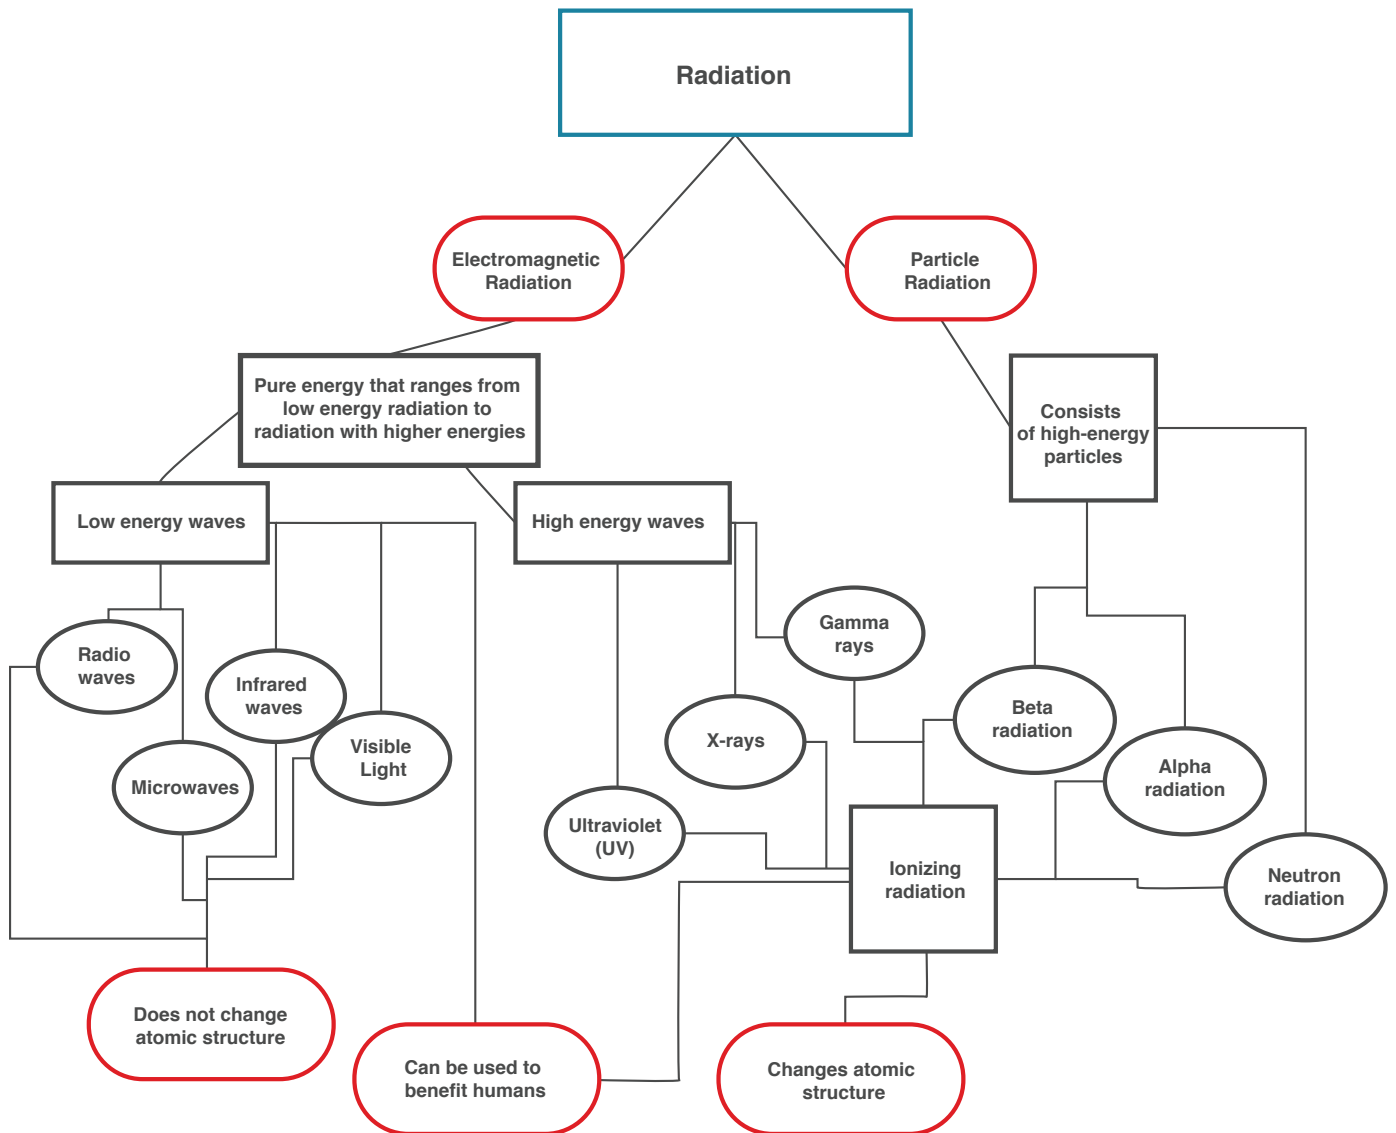 Radiation
Electromagnetic
Radiation
Particle
Radiation
Pure energy that ranges from
low energy radiation to
radiation with higher energies
Consists
of high-energy
particles
Low energy waves
High energy waves
Radio
waves
Infrared
waves
Visible
Light
Microwaves
Gamma
rays
X-rays
Ultraviolet
(UV)
Beta
radiation
Alpha
radiation
Ionizing
radiation
Neutron
radiation
Does not change
atomic structure
Can be used to
benefit humans
Changes atomic
structure